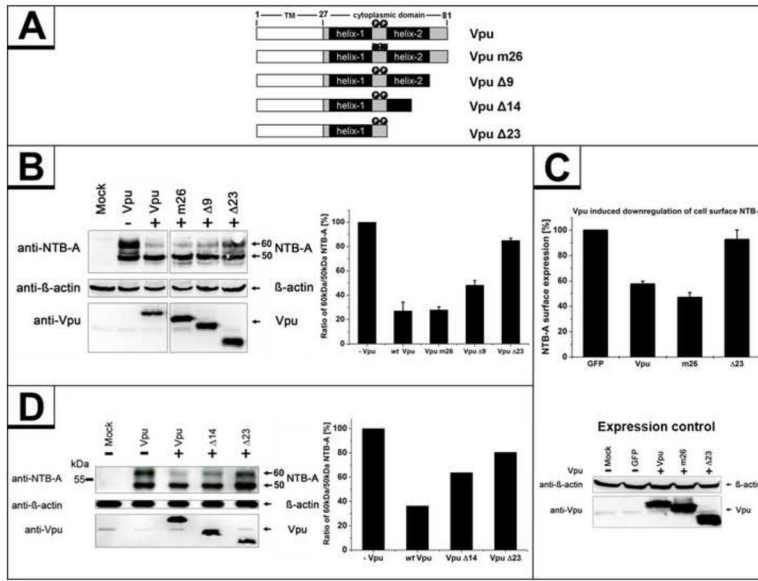 A
1 TM 27 cytoplasmic domain 81
P P
helix-1 helix-2 Vpu
helix-1 helix-2 Vpu m26
P P
helix-1 helix-2 Vpu Δ9
P P
helix-1 Vpu Δ14
P P
helix-1 Vpu Δ23
B
Mock
- Vpu
+ Vpu
+ m26
+ Δ9
+ Δ23
anti-NTB-A
60
50
NTB-A
anti-ß-actin
ß-actin
anti-Vpu
Vpu
Ratio of 60kDa/50kDa NTB-A [%]
100
80
60
40
20
0
- Vpu wt Vpu Vpu m26 Vpu Δ9 Vpu Δ23
C
Vpu induced downregulation of cell surface NTB-
NTB-A surface expression [%]
100
80
60
40
20
0
GFP Vpu m26 Δ23
Expression control
Vpu
- Mock
- GFP
+ Vpu
+ m26
+ Δ23
anti-ß-actin
ß-actin
anti-Vpu
Vpu
D
- Mock
- Vpu
+ Vpu
+ Δ14
+ Δ23
kDa
55
anti-NTB-A
60
50
NTB-A
anti-ß-actin
ß-actin
anti-Vpu
Vpu
Ratio of 60kDa/50kDa NTB-A [%]
100
80
60
40
20
0
- Vpu wt Vpu Vpu Δ14 Vpu Δ23